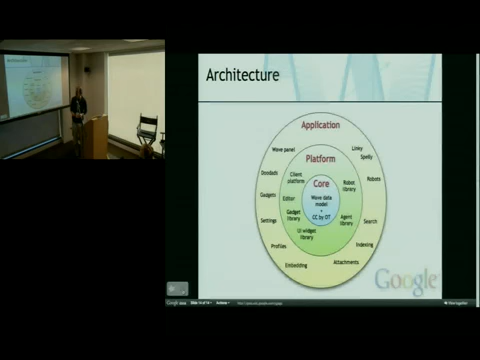 Architecture
Application
Wave panel
Linky
Spelly
Platform
Doodads
Client
platform
Robot
library
Robots
Core
Gadgets
Editor
Wave data
model
+
CC by OT
Gadget
library
Agent
library
Settings
Search
UI widget
library
Profiles
Indexing
Embedding
Attachments
Google